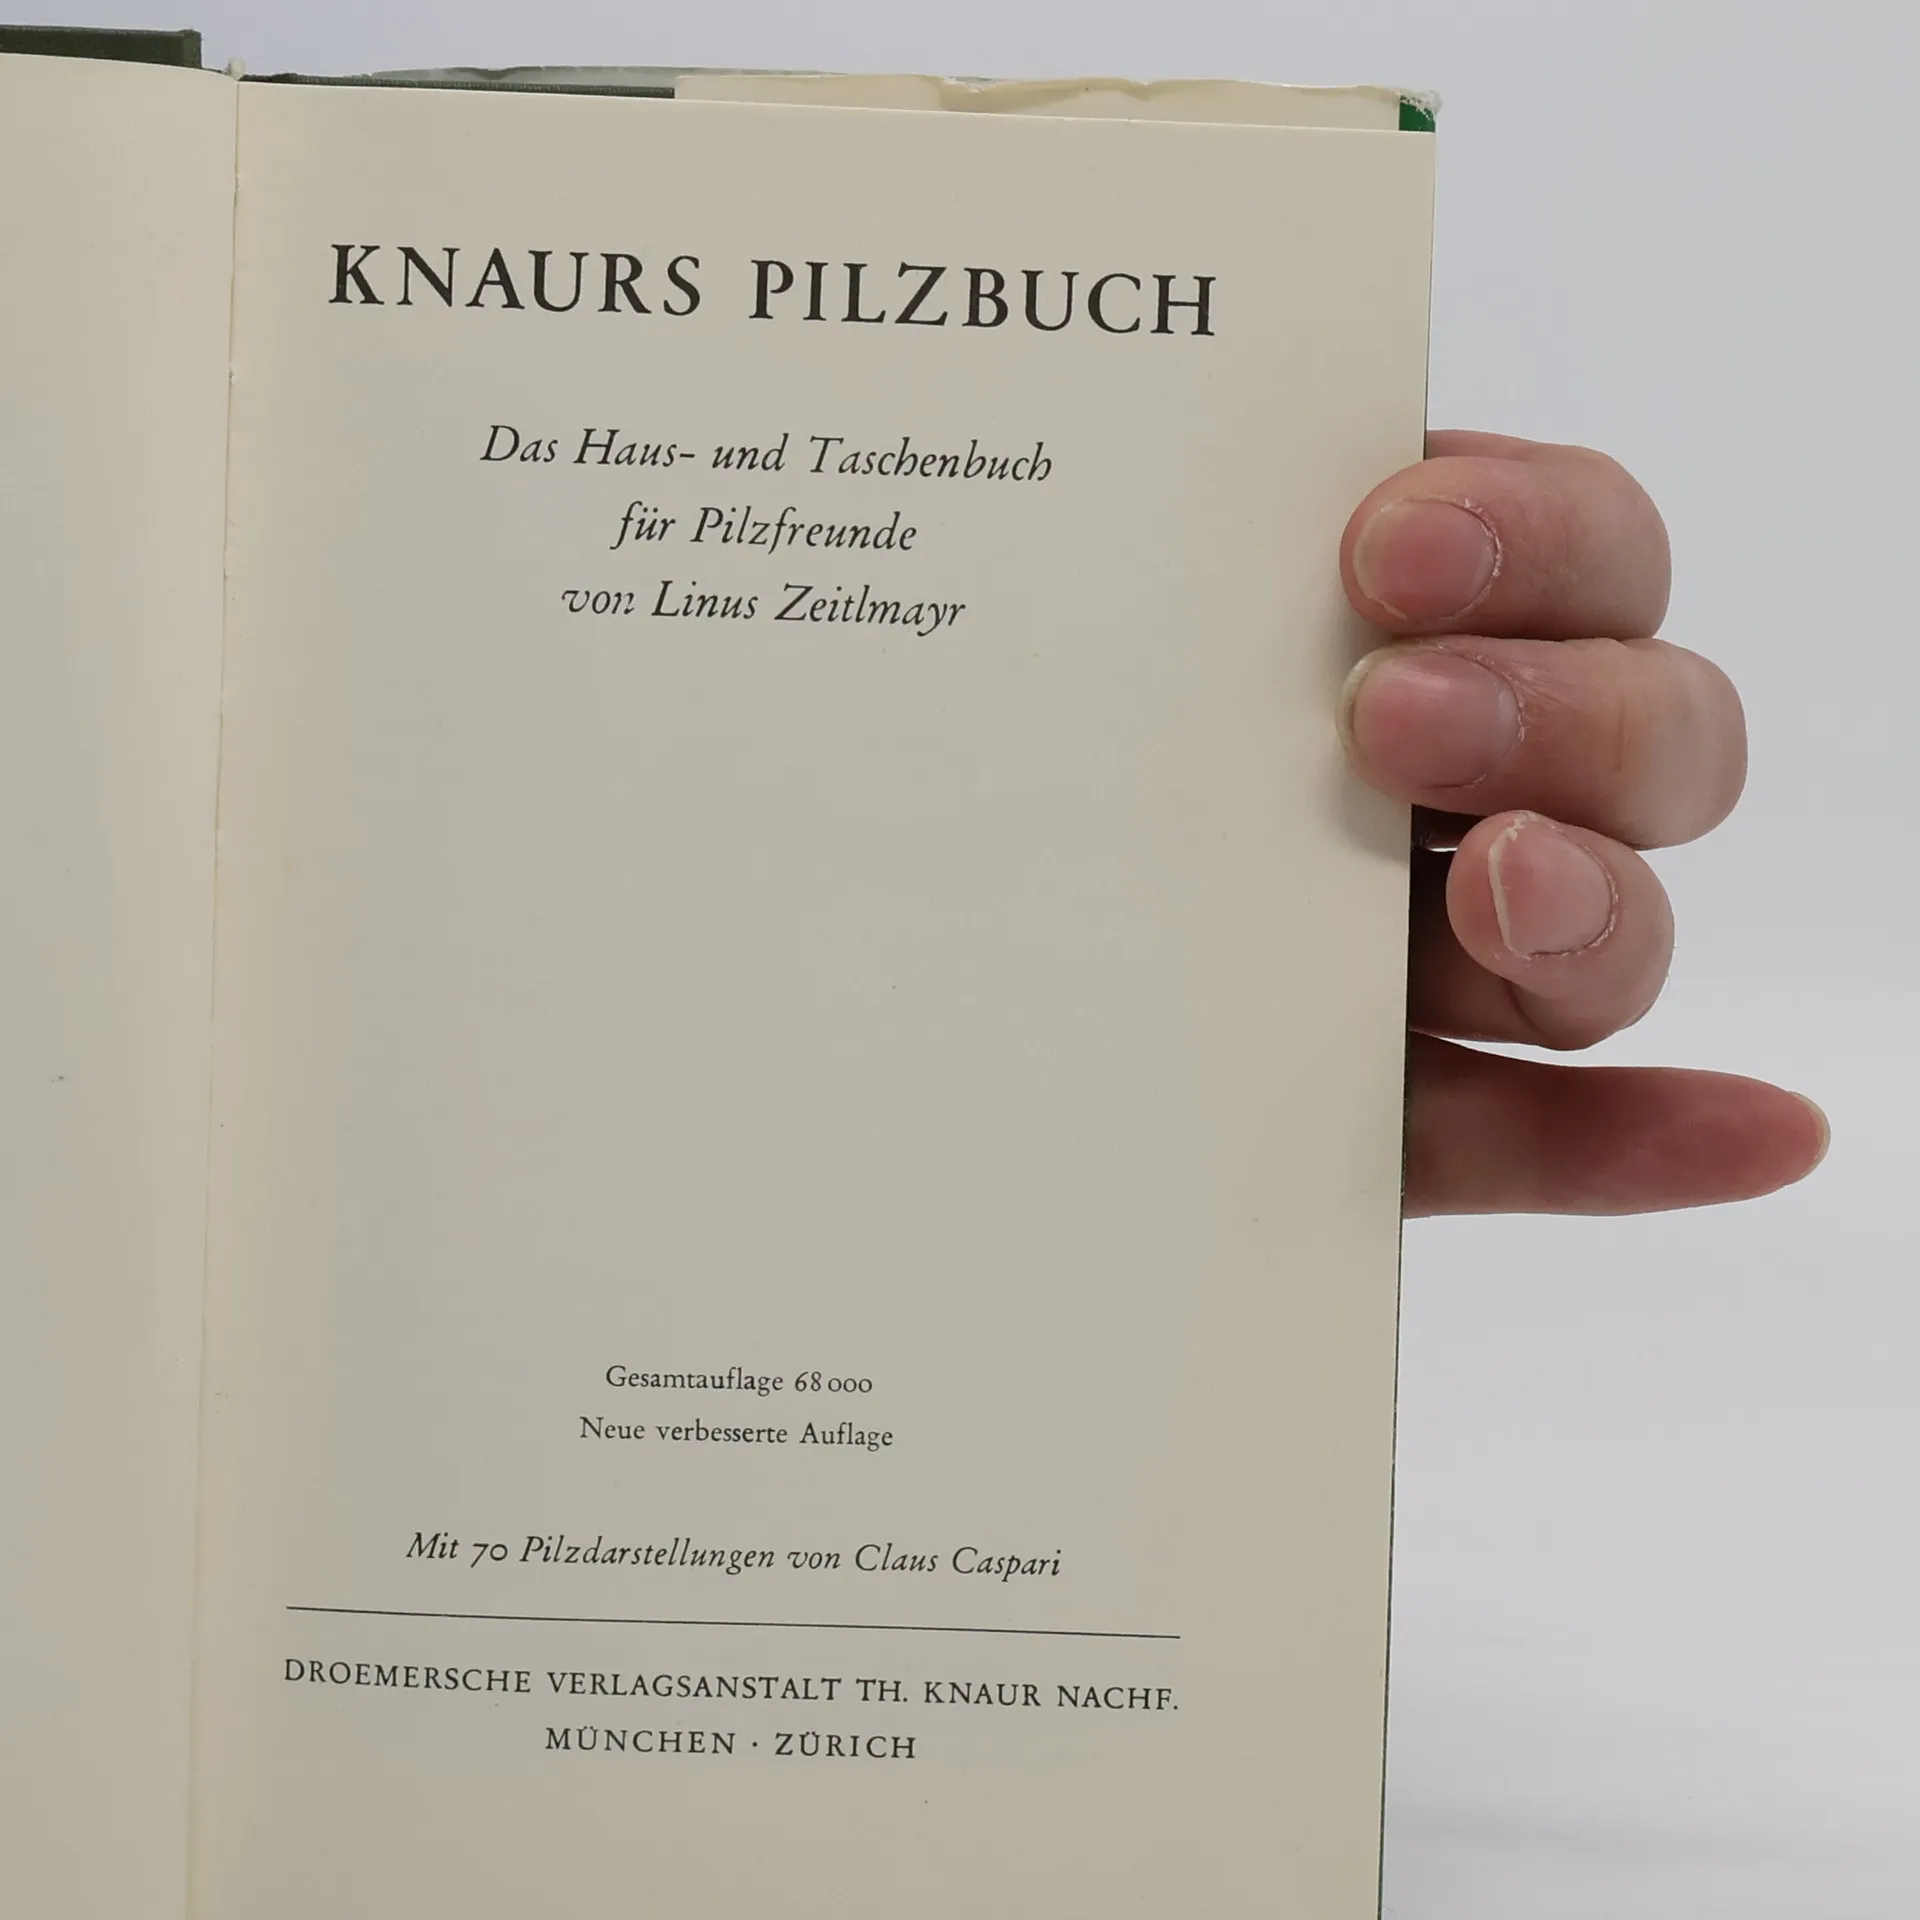 KNAURS PILZBUCH
Das Haus- und Taschenbuch
für Pilzfreunde
von Linus Zeitlmayr
Gesamtauflage 68 000
Neue verbesserte Auflage
Mit 70 Pilzdarstellungen von Claus Caspari
DROEMERSCHE VERLAGSANSTALT TH. KNAUR NACHF.
MÜNCHEN · ZÜRICH